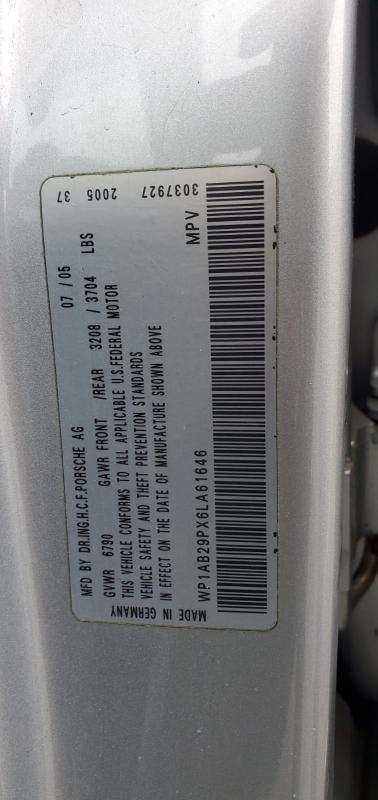 MFD BY DR.ING.H.C.F.PORSCHE AG 07 / 05
GVWR 6790 GAWR FRONT /REAR 3208 / 3704 LBS
THIS VEHICLE CONFORMS TO ALL APPLICABLE U.S.FEDERAL MOTOR
VEHICLE SAFETY AND THEFT PREVENTION STANDARDS
IN EFFECT ON THE DATE OF MANUFACTURE SHOWN ABOVE
WP1AB29PX6LA61646 MPV
MADE IN GERMANY
37 2005 3037927